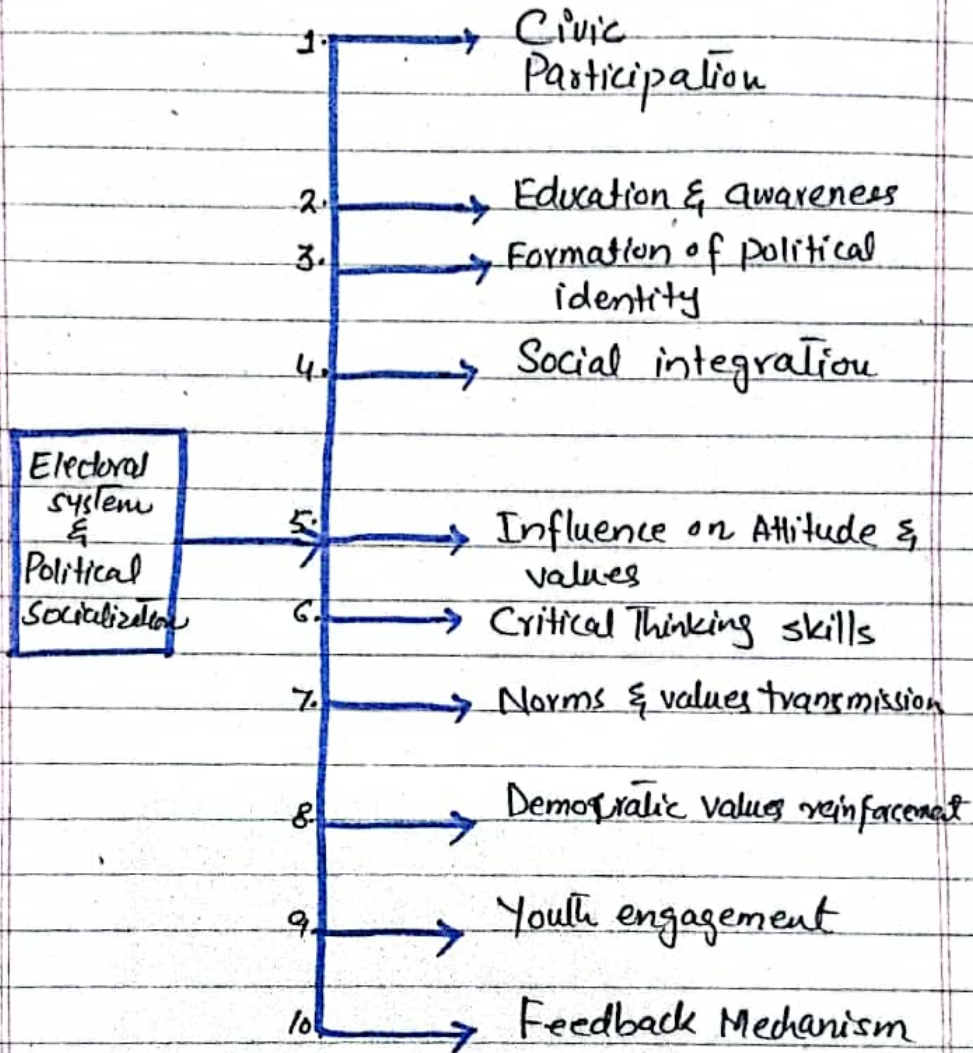 1. Civic
Participation
2. Education & awareness
3. Formation of political
identity
4. Social integration
Electoral
system
&
Political
socialization
5. Influence on Attitude &
values
6. Critical Thinking skills
7. Norms & values transmission
8. Democratic values reinfacement
9. Youth engagement
10. Feedback Mechanism